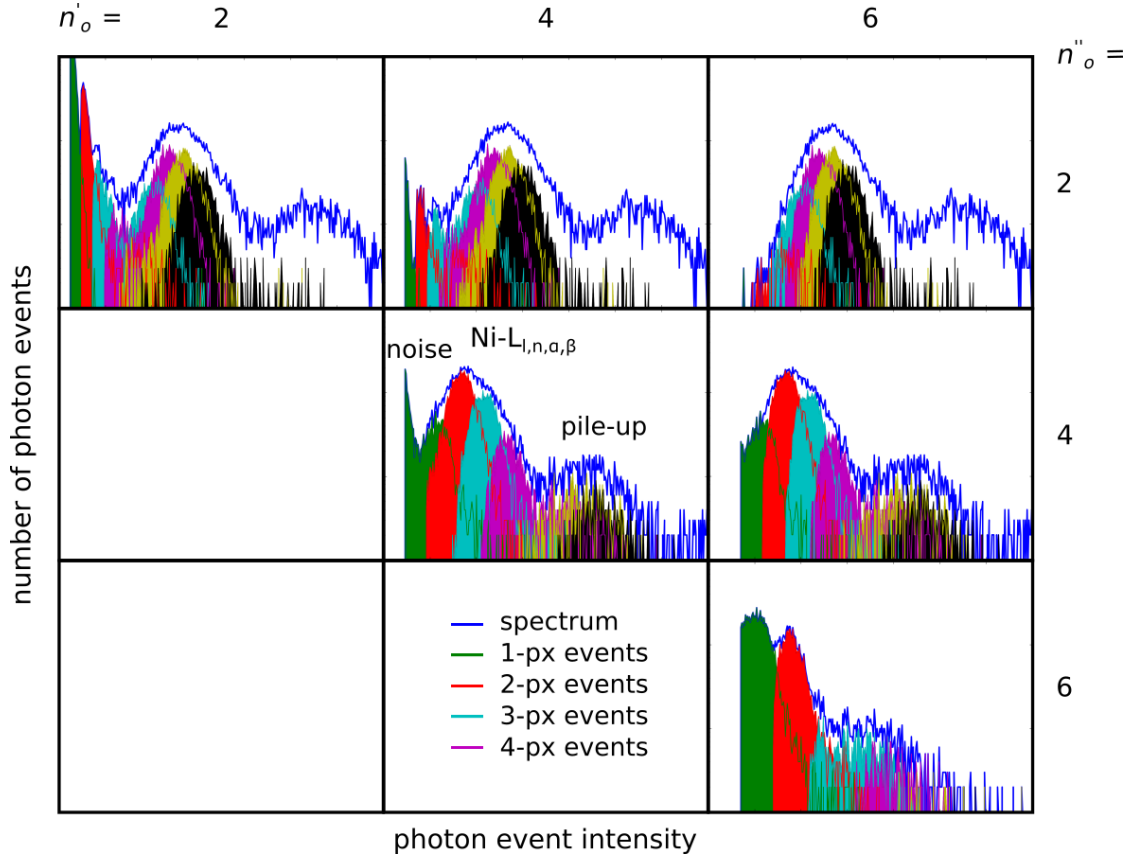 n'ₒ = 2 4 6
n''ₒ =
2
4
6
number of photon events
noise
Ni-L_{l,n,α,β}
pile-up
spectrum
1-px events
2-px events
3-px events
4-px events
photon event intensity